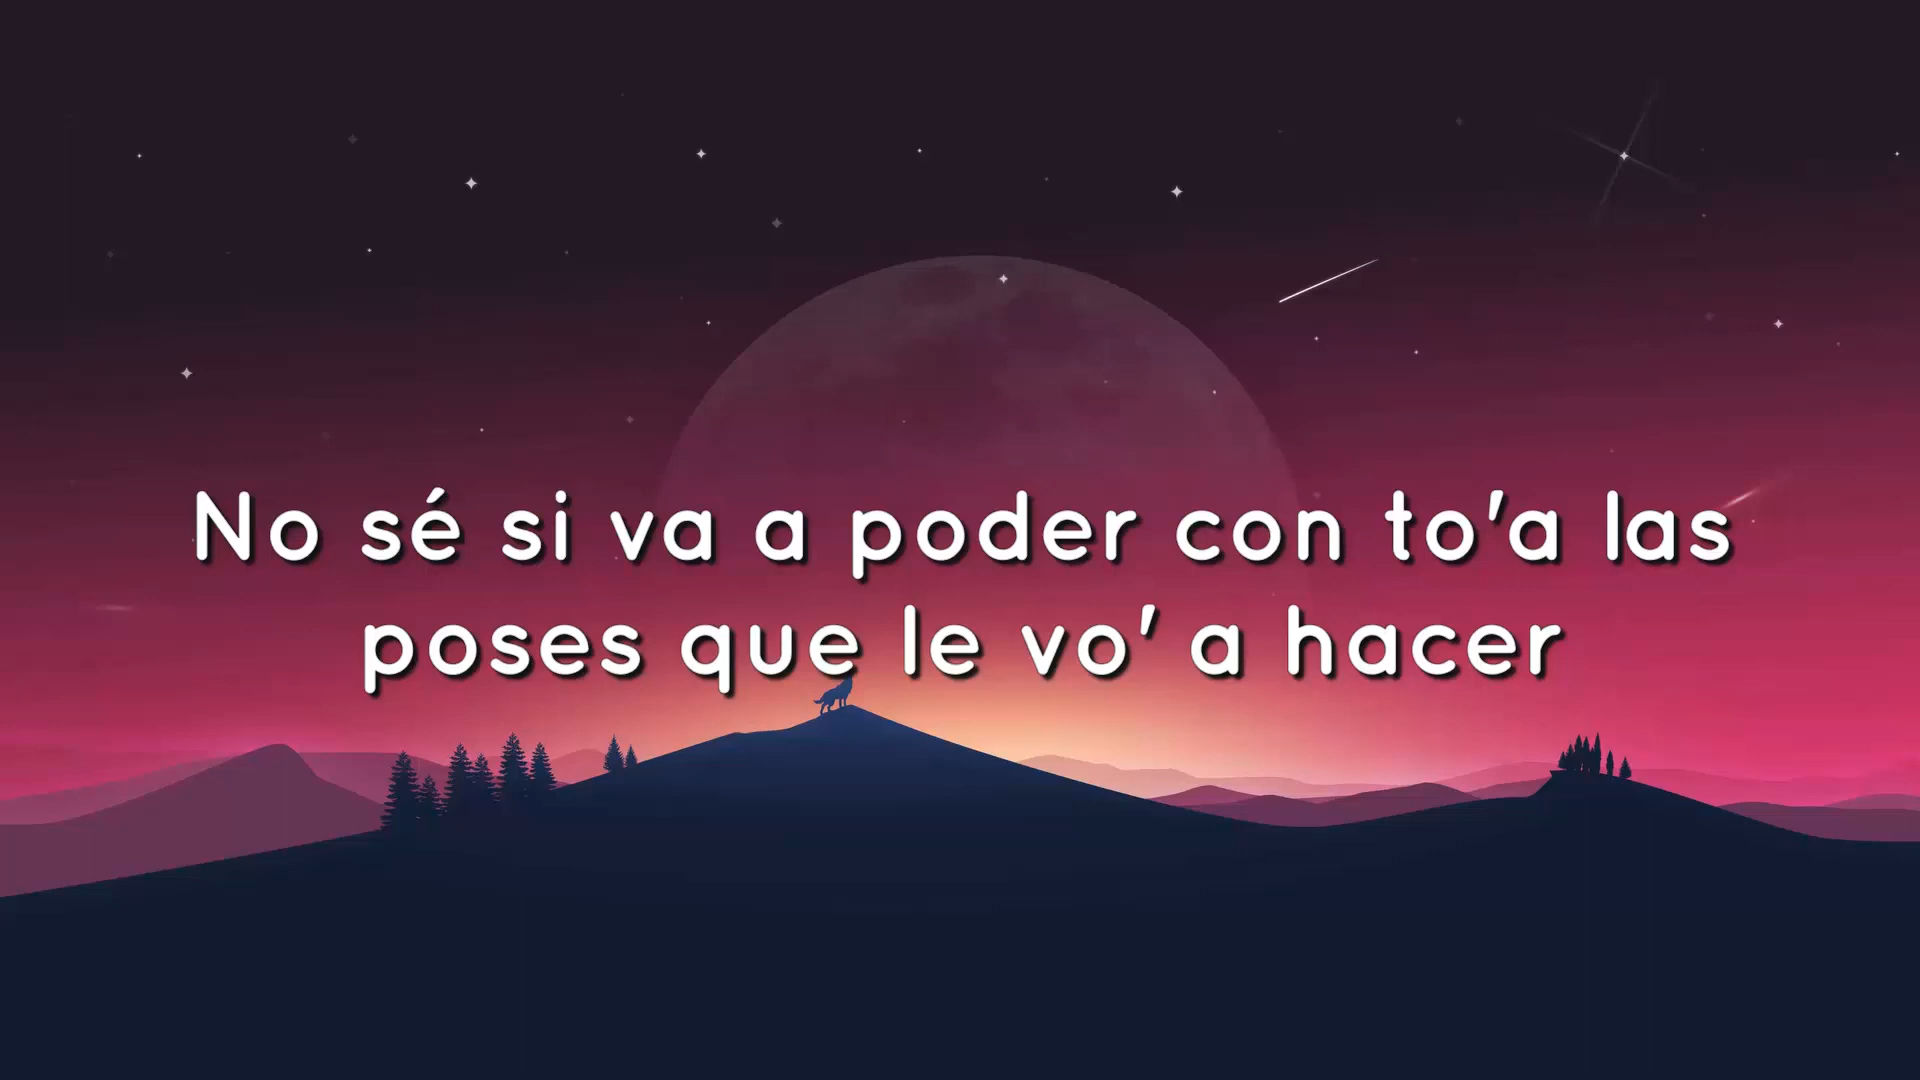 No sé si va a poder con to'a las
poses que le vo' a hacer